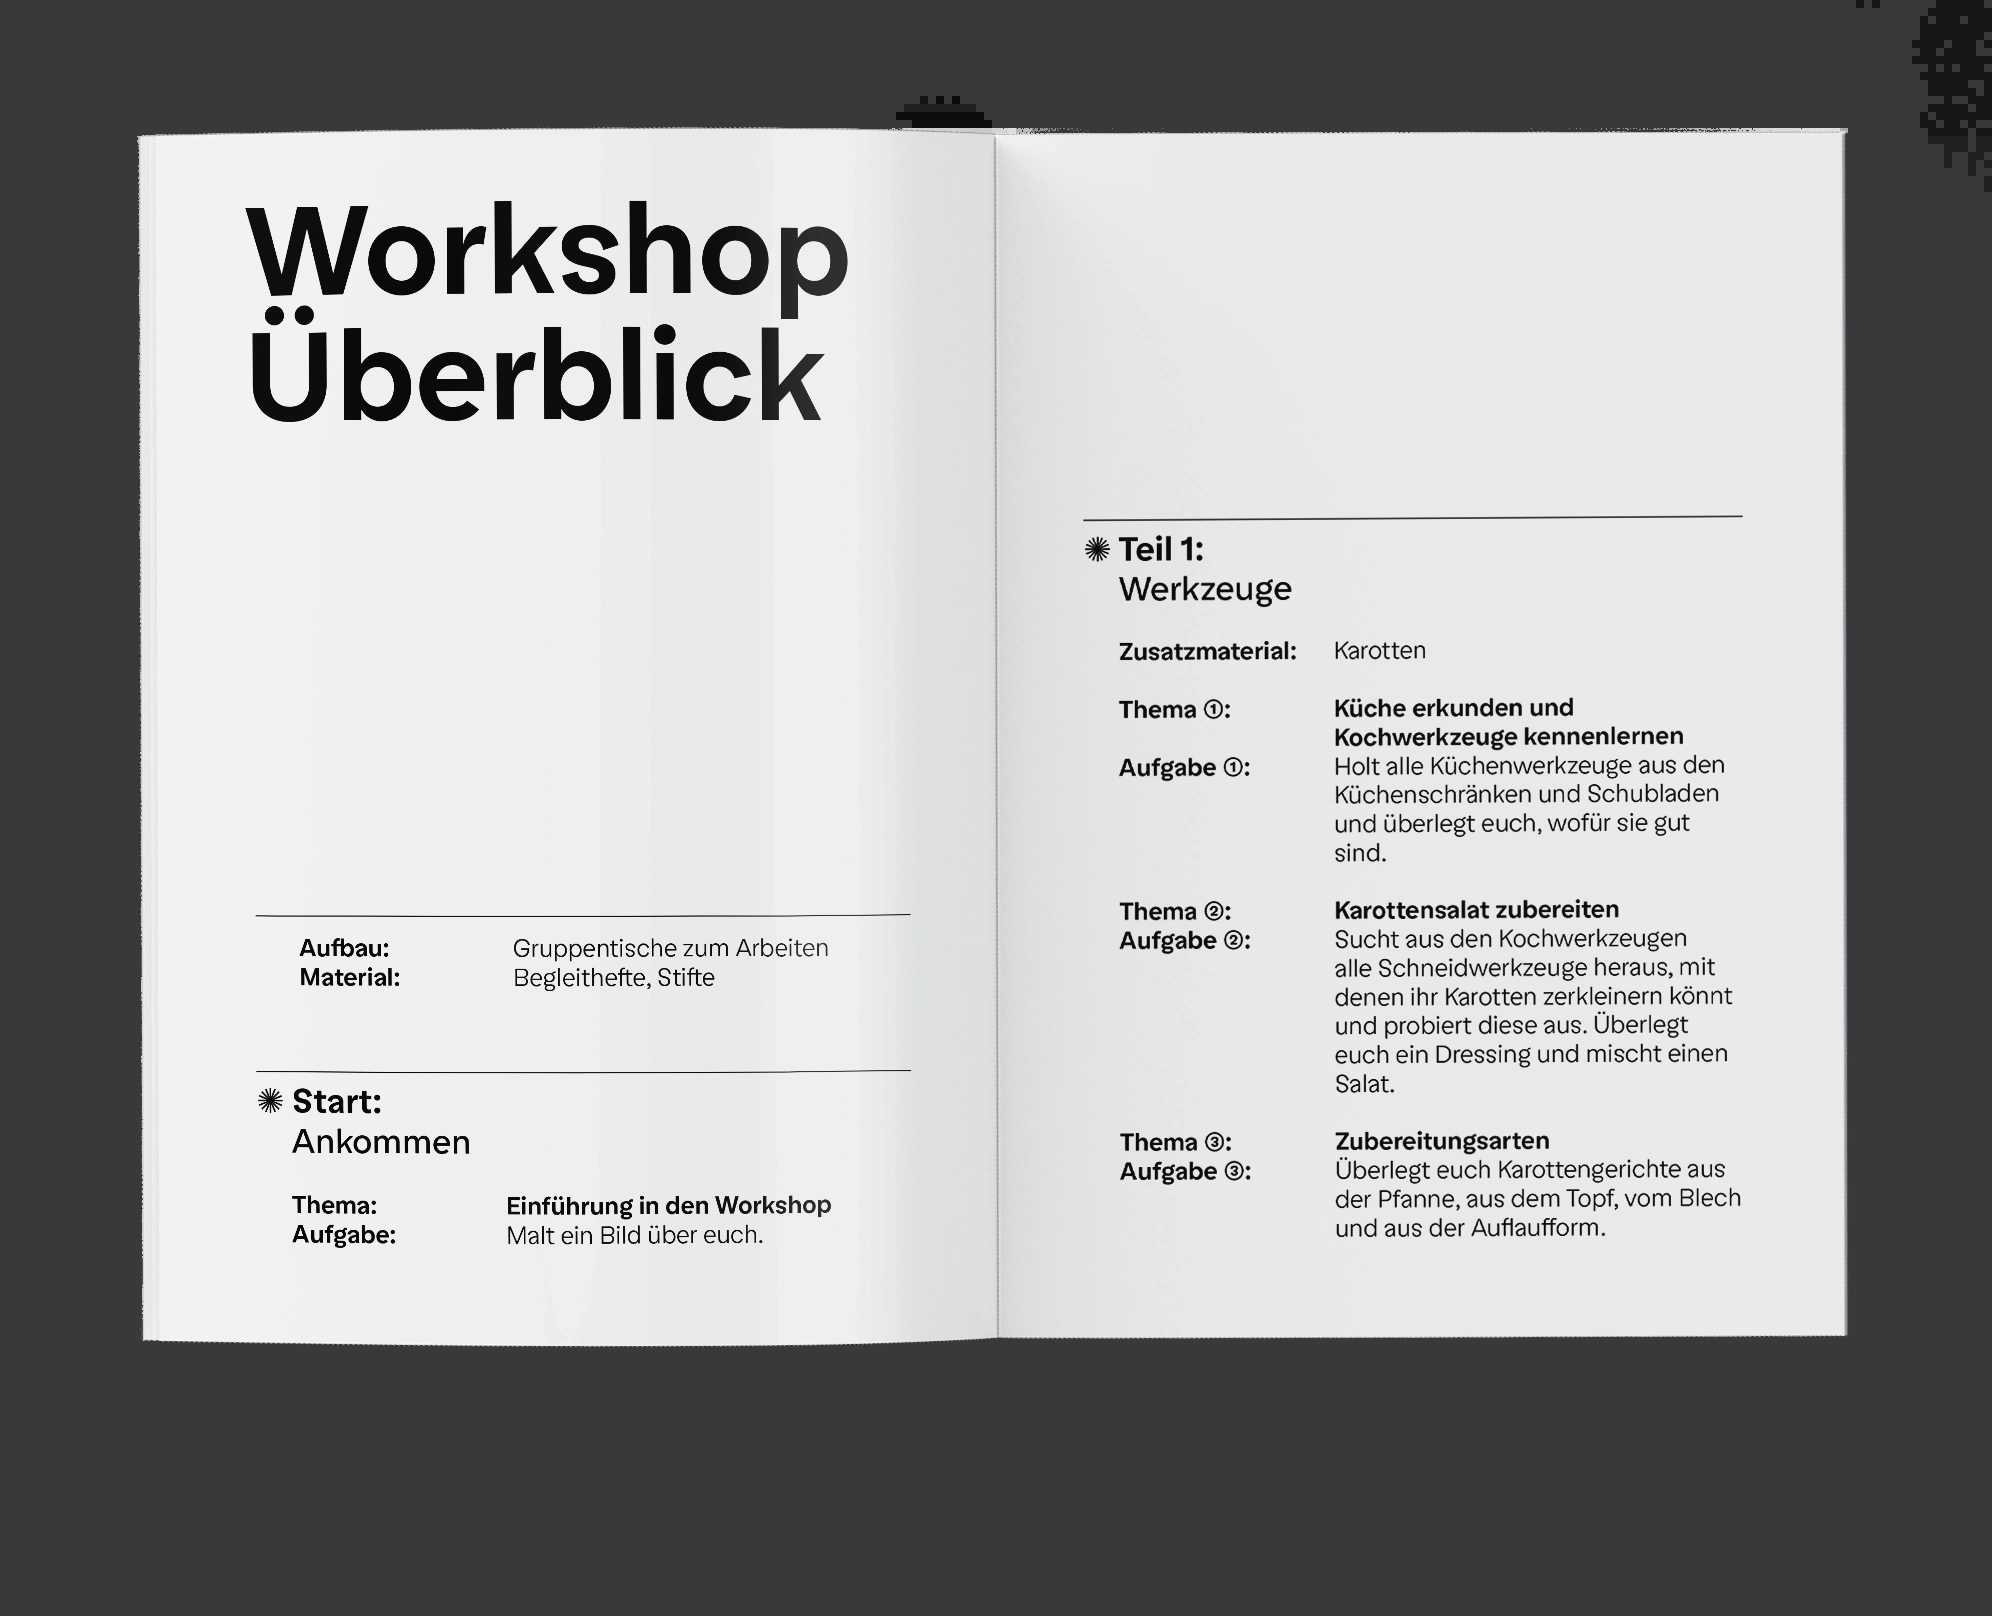 Workshop
Überblick
Aufbau: Gruppentische zum Arbeiten
Material: Begleithefte, Stifte
Start:
Ankommen
Thema: Einführung in den Workshop
Aufgabe: Malt ein Bild über euch.
Teil 1:
Werkzeuge
Zusatzmaterial: Karotten
Thema ①: Küche erkunden und
Kochwerkzeuge kennenlernen
Aufgabe ①: Holt alle Küchenwerkzeuge aus den
Küchenschränken und Schubladen
und überlegt euch, wofür sie gut
sind.
Thema ②: Karottensalat zubereiten
Aufgabe ②: Sucht aus den Kochwerkzeugen
alle Schneidwerkzeuge heraus, mit
denen ihr Karotten zerkleinern könnt
und probiert diese aus. Überlegt
euch ein Dressing und mischt einen
Salat.
Thema ③: Zubereitungsarten
Aufgabe ③: Überlegt euch Karottengerichte aus
der Pfanne, aus dem Topf, vom Blech
und aus der Auflaufform.